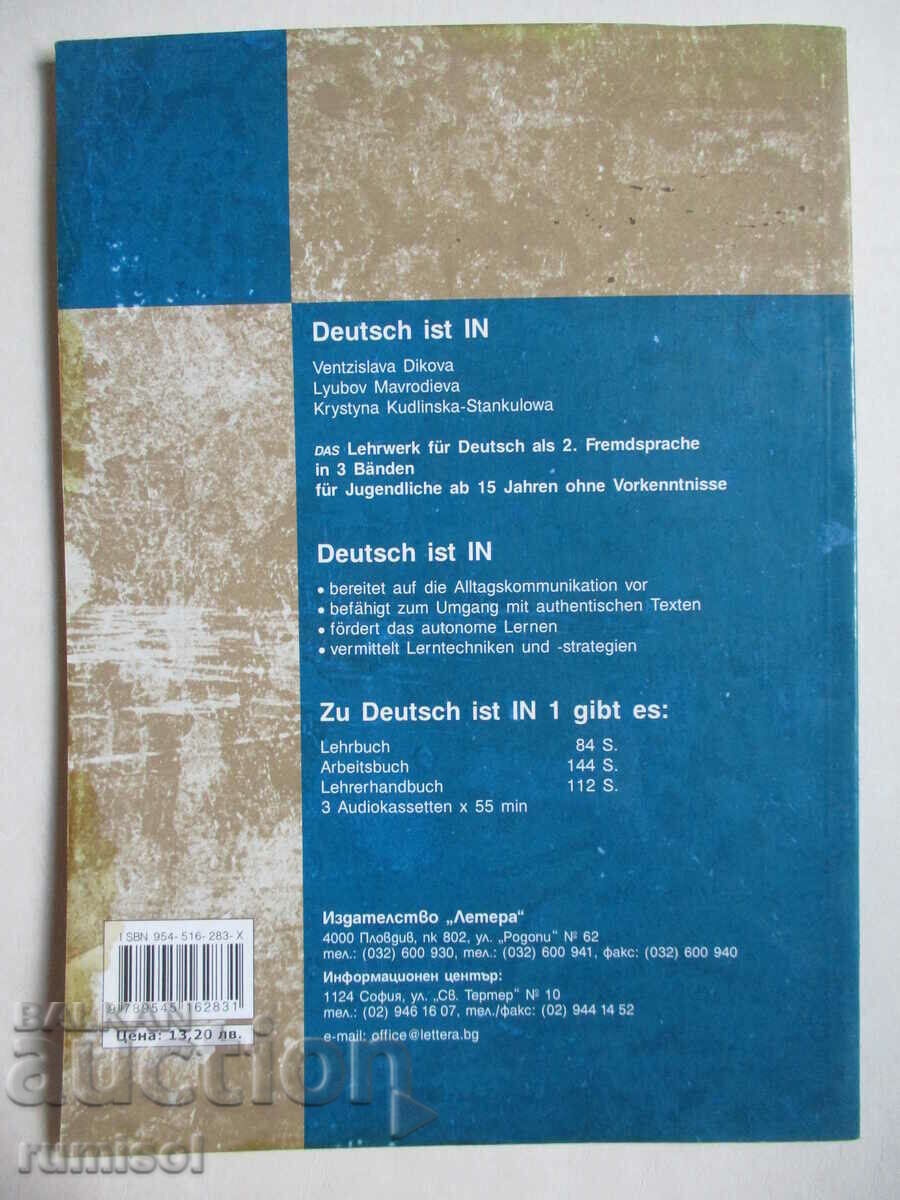 Deutsch ist IN
Ventzislava Dikova
Lyubov Mavrodieva
Krystyna Kudlinska-Stankulowa
DAS Lehrwerk für Deutsch als 2. Fremdsprache
in 3 Bänden
für Jugendliche ab 15 Jahren ohne Vorkenntnisse
Deutsch ist IN
• bereitet auf die Alltagskommunikation vor
• befähigt zum Umgang mit authentischen Texten
• fördert das autonome Lernen
• vermittelt Lerntechniken und -strategien
Zu Deutsch ist IN 1 gibt es:
Lehrbuch 84 S.
Arbeitsbuch 144 S.
Lehrerhandbuch 112 S.
3 Audiokassetten x 55 min
Издателство „Летера“
4000 Пловдив, пк 802, ул. „Родопи“ № 62
тел.: (032) 600 930, тел.: (032) 600 941, факс: (032) 600 940
Информационен център:
1124 София, ул. „Св. Тертер“ № 10
тел.: (02) 946 16 07, тел./факс: (02) 944 14 52
e-mail: office@lettera.bg
ISBN 954-516-283-X
9789545162831
Цена: 13,20 лв.
auction
rumisol